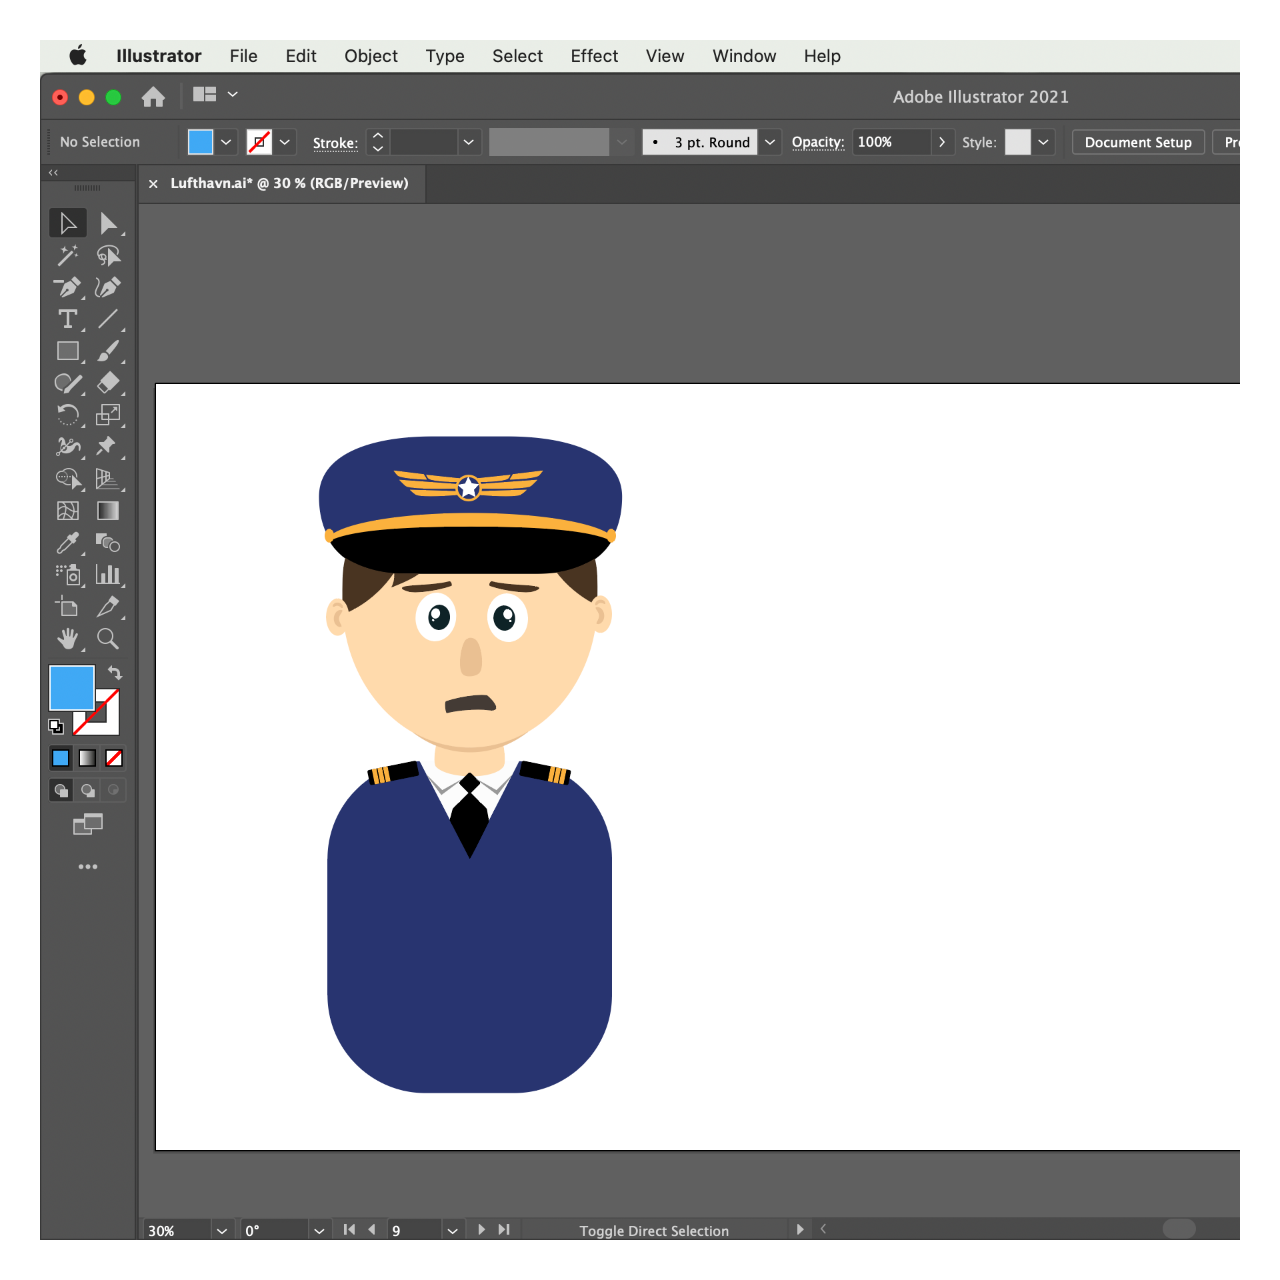 Illustrator File Edit Object Type Select Effect View Window Help
Adobe Illustrator 2021
No Selection Stroke: 3 pt. Round Opacity: 100% Style: Document Setup Pr
Lufthavn.ai* @ 30 % (RGB/Preview)
30% 0° 9 Toggle Direct Selection